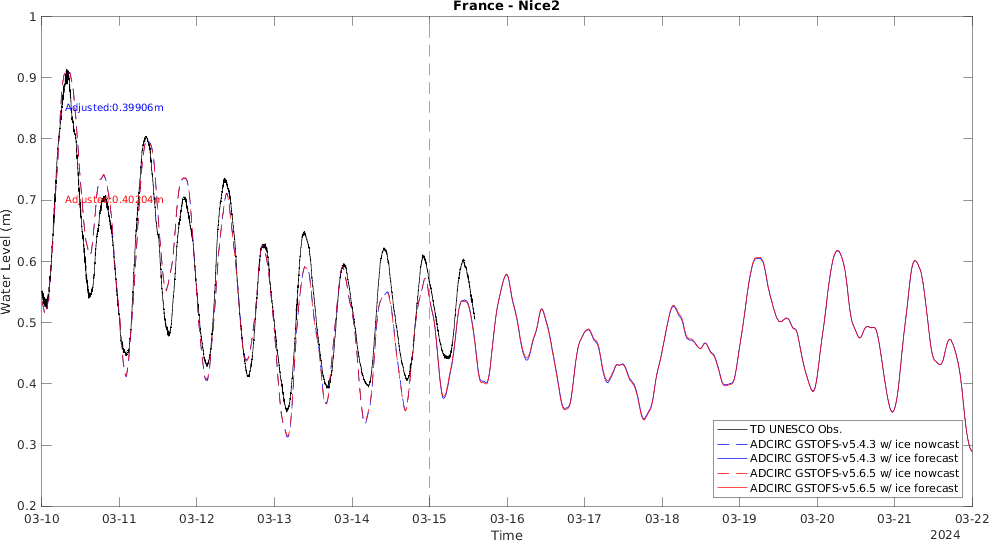 France - Nice2
1
0.9
0.8
0.7
0.6
0.5
0.4
0.3
0.2
Water Level (m)
Adjusted:0.39906m
Adjusted:0.40204m
TD UNESCO Obs.
ADCIRC GSTOFS-v5.4.3 w/ ice nowcast
ADCIRC GSTOFS-v5.4.3 w/ ice forecast
ADCIRC GSTOFS-v5.6.5 w/ ice nowcast
ADCIRC GSTOFS-v5.6.5 w/ ice forecast
03-10 03-11 03-12 03-13 03-14 03-15 03-16 03-17 03-18 03-19 03-20 03-21 03-22
Time
2024